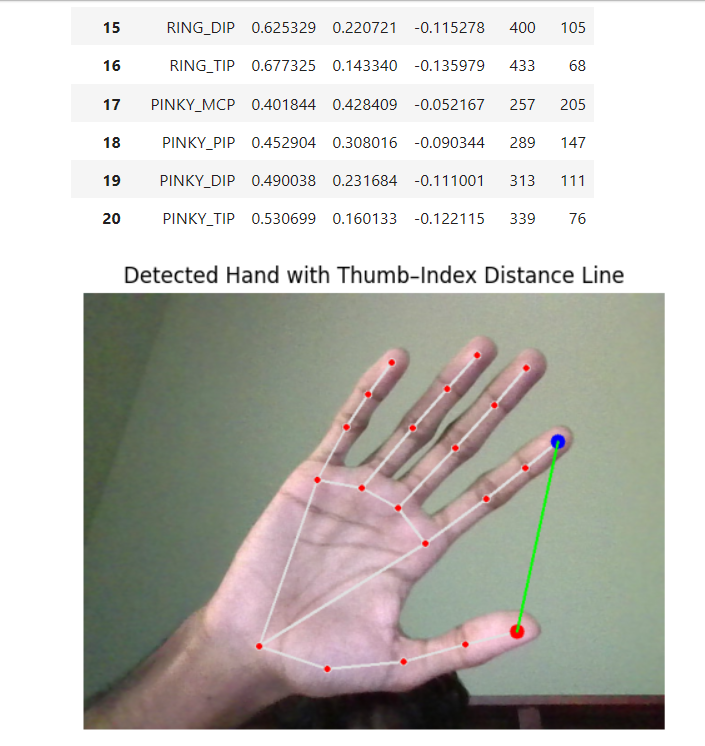 15 RING_DIP 0.625329 0.220721 -0.115278 400 105
16 RING_TIP 0.677325 0.143340 -0.135979 433 68
17 PINKY_MCP 0.401844 0.428409 -0.052167 257 205
18 PINKY_PIP 0.452904 0.308016 -0.090344 289 147
19 PINKY_DIP 0.490038 0.231684 -0.111001 313 111
20 PINKY_TIP 0.530699 0.160133 -0.122115 339 76
Detected Hand with Thumb–Index Distance Line